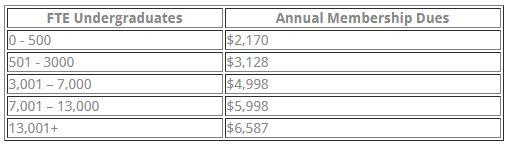 FTE Undergraduates Annual Membership Dues
0 - 500 $2,170
501 - 3000 $3,128
3,001 – 7,000 $4,998
7,001 – 13,000 $5,998
13,001+ $6,587